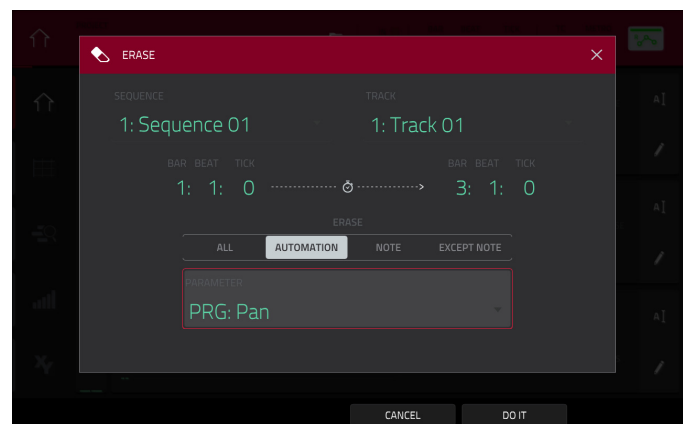 ERASE
SEQUENCE TRACK
1: Sequence 01 1: Track 01
BAR BEAT TICK BAR BEAT TICK
1: 1: 0 3: 1: 0
ERASE
ALL AUTOMATION NOTE EXCEPT NOTE
PARAMETER
PRG: Pan
CANCEL DO IT